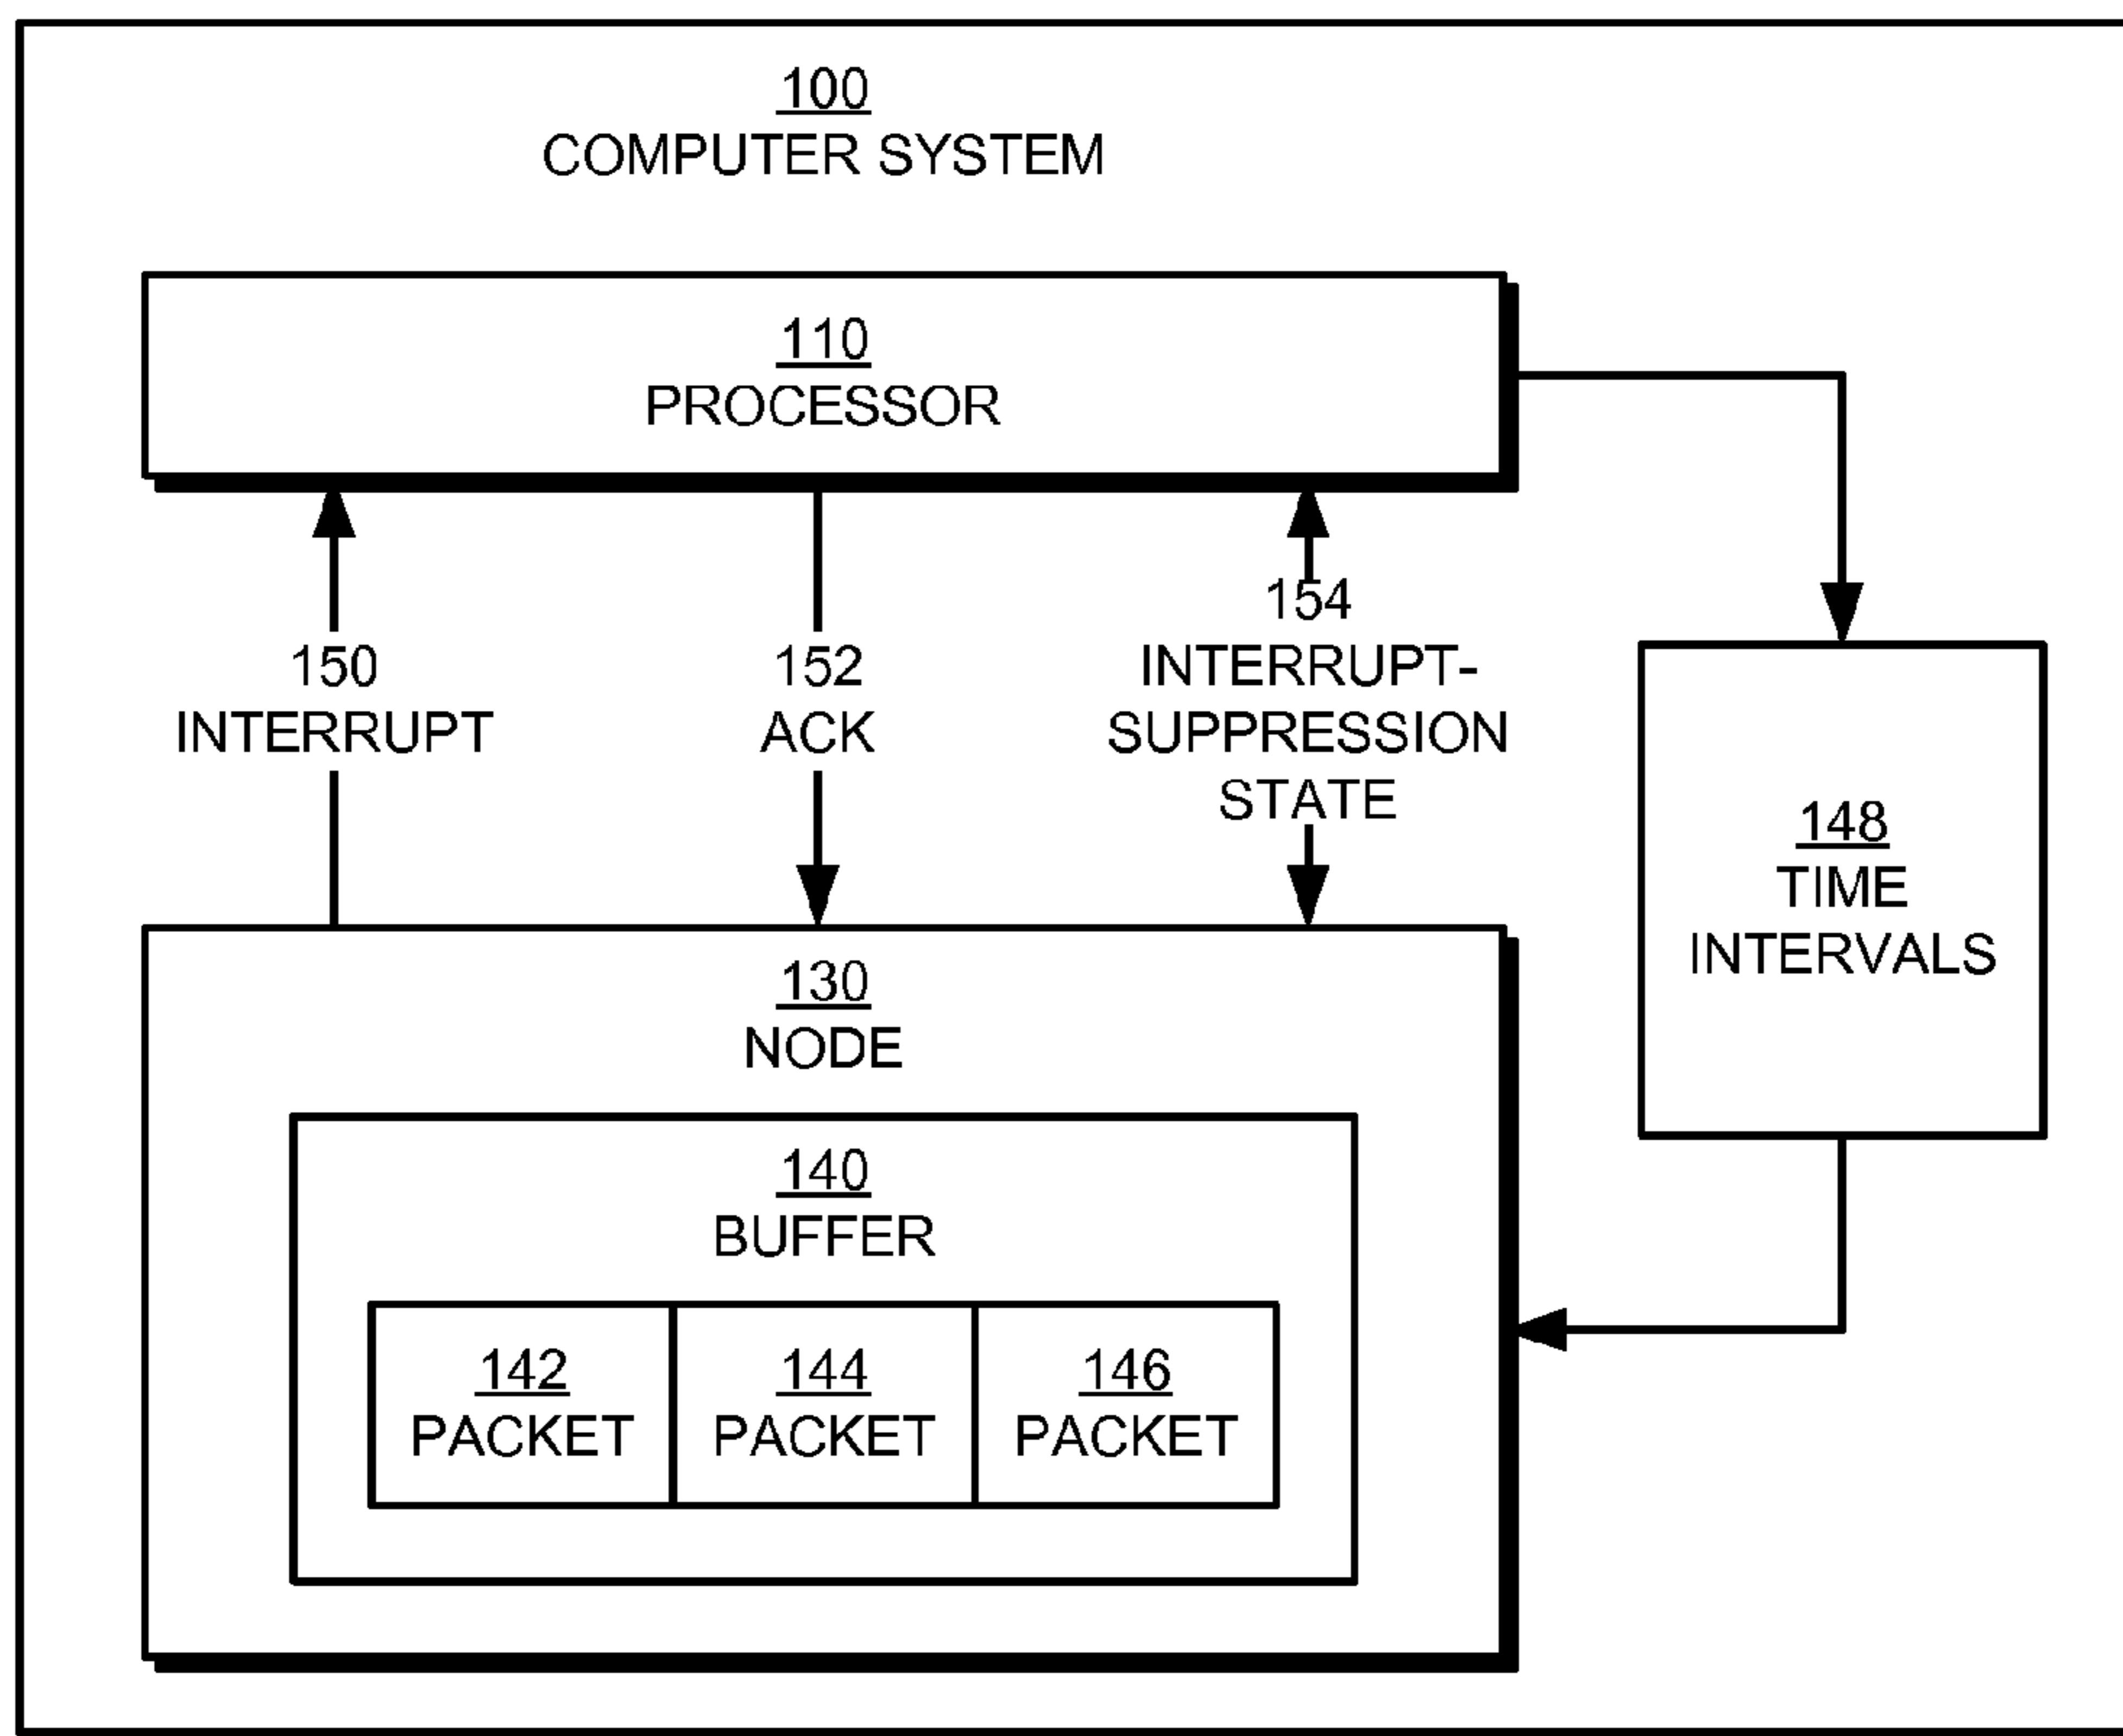 100
COMPUTER SYSTEM
110
PROCESSOR
150
INTERRUPT
152
ACK
154
INTERRUPT-
SUPPRESSION
STATE
148
TIME
INTERVALS
130
NODE
140
BUFFER
142
PACKET
144
PACKET
146
PACKET